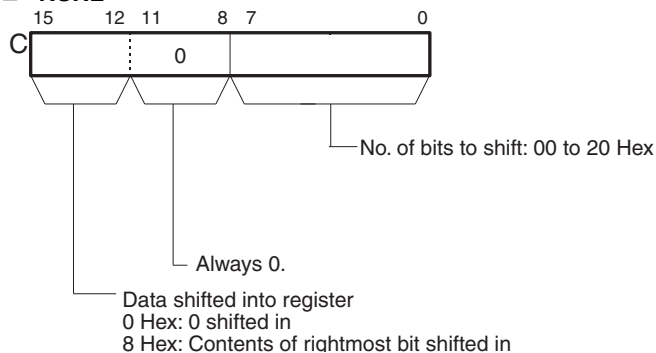 15 12 11 8 7 0
C
0
No. of bits to shift: 00 to 20 Hex
Always 0.
Data shifted into register
0 Hex: 0 shifted in
8 Hex: Contents of rightmost bit shifted in